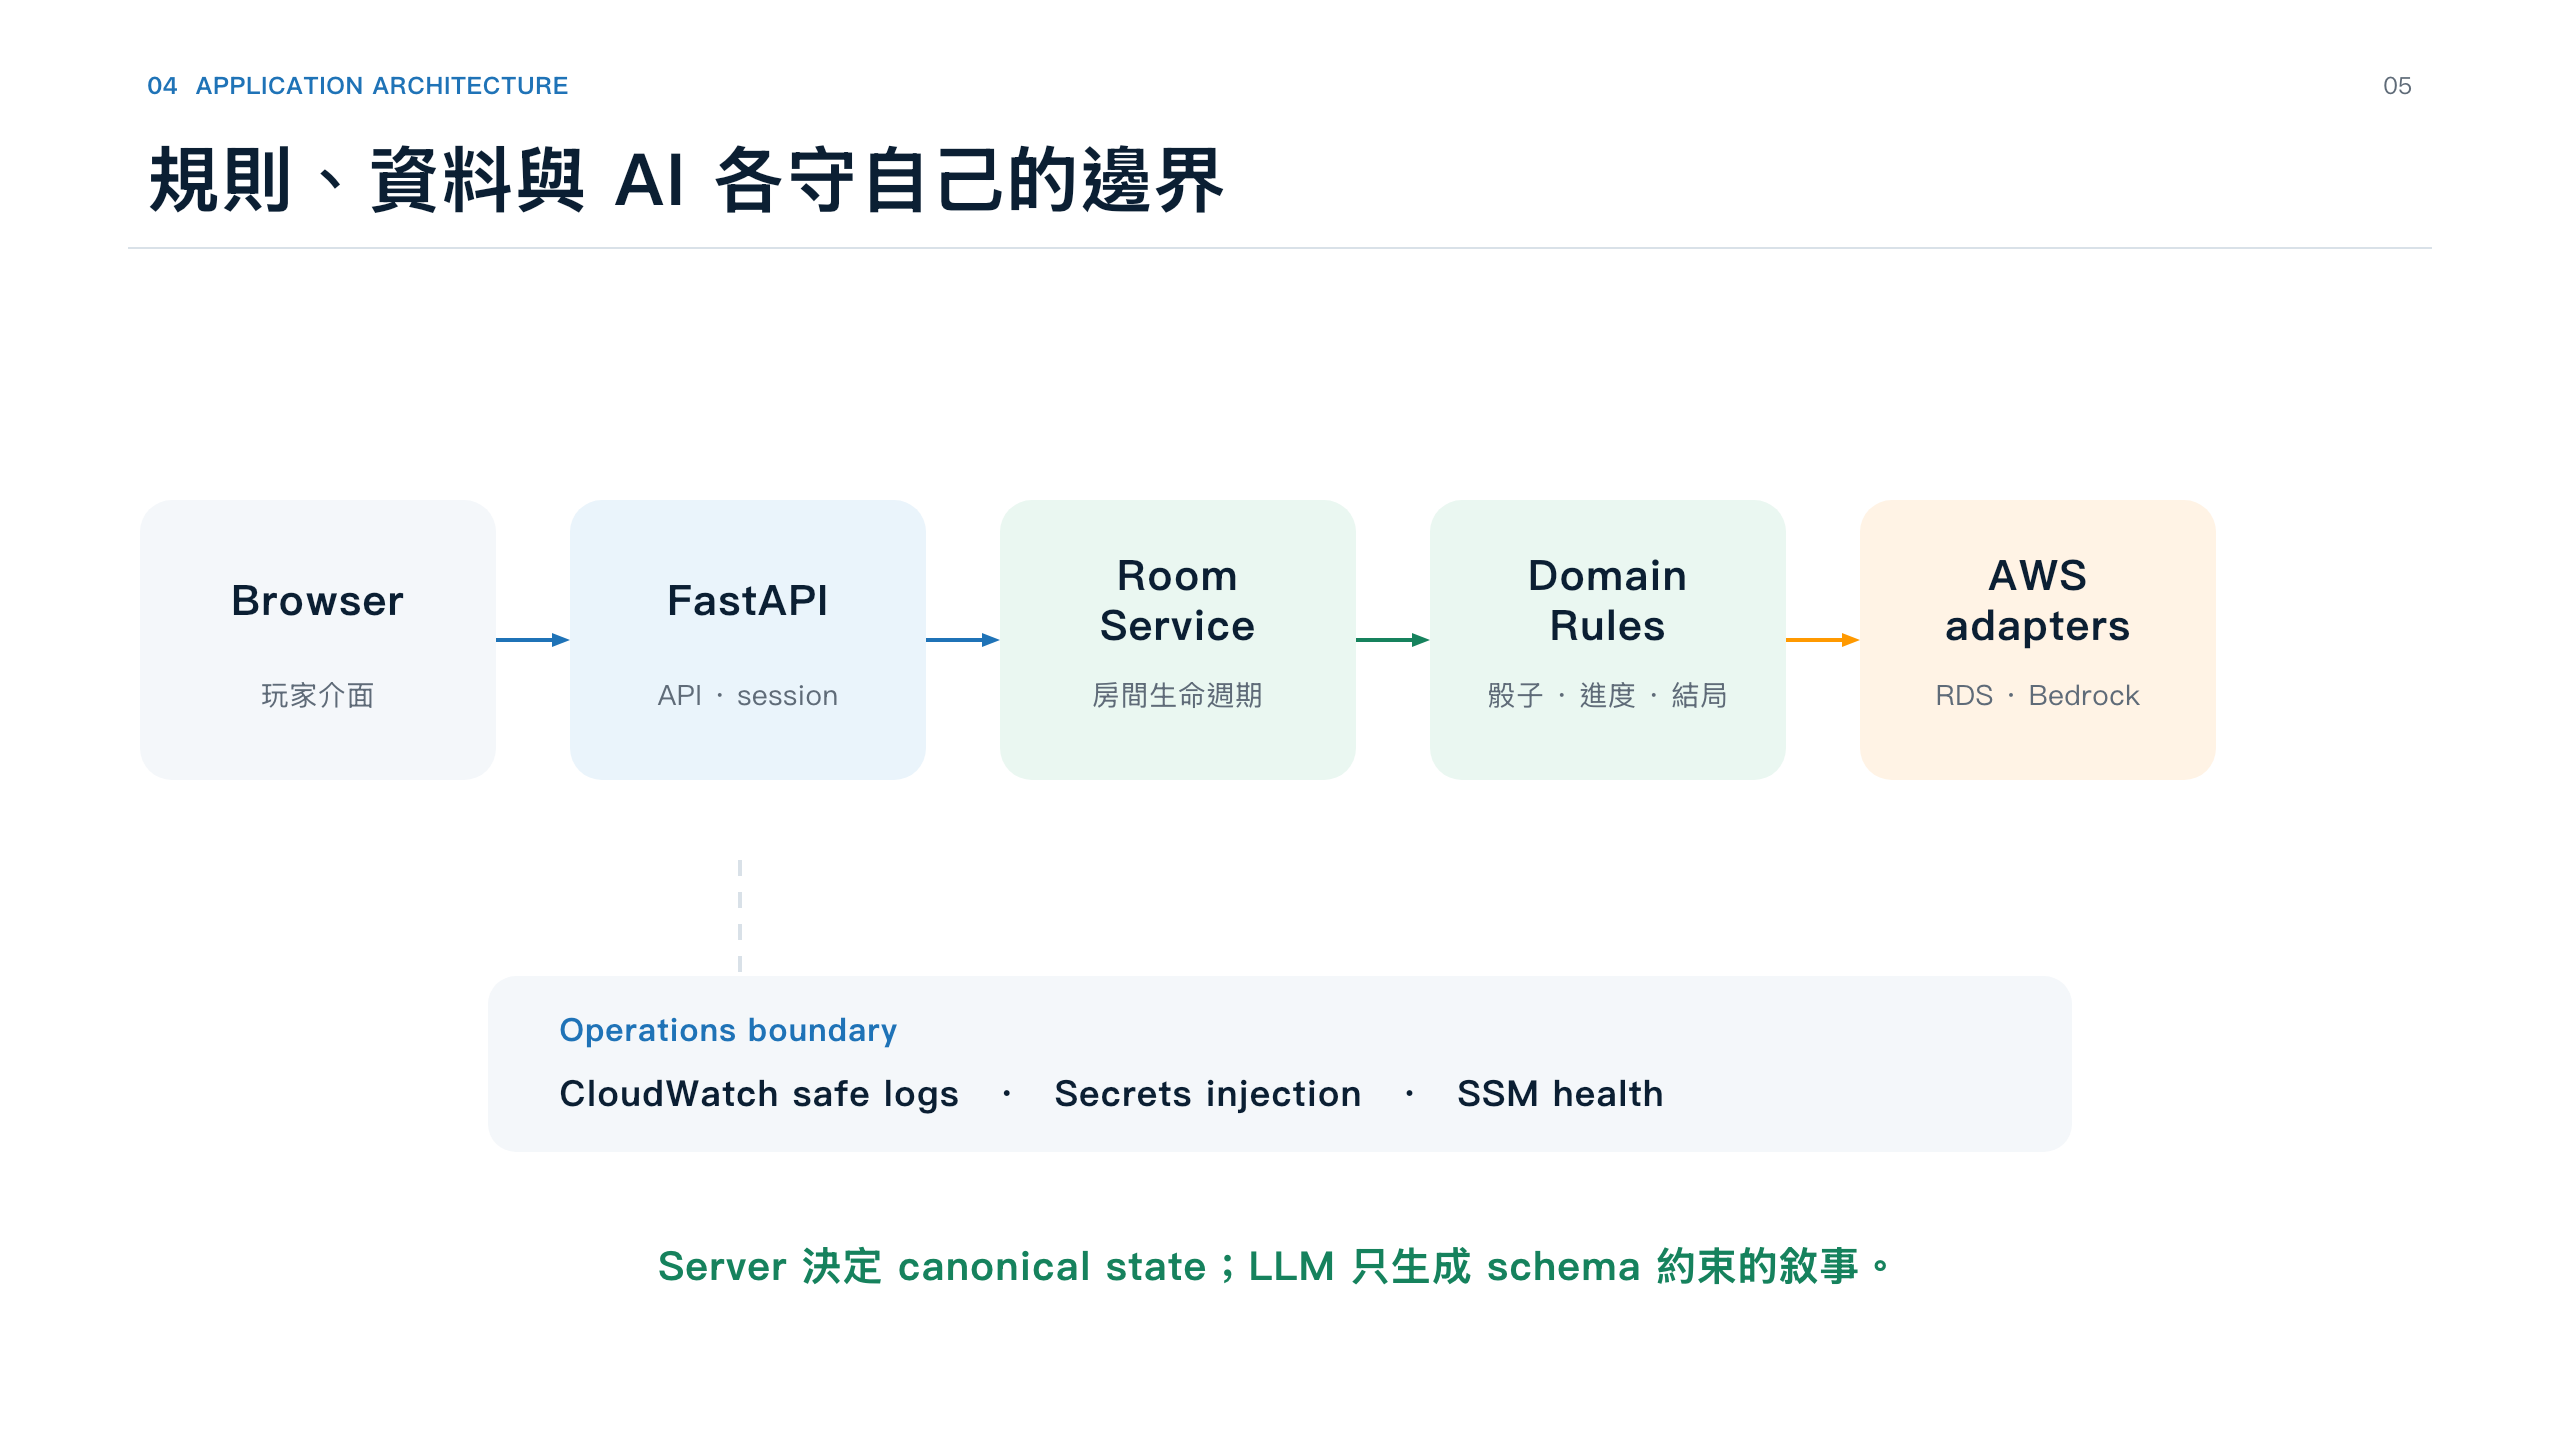 04 APPLICATION ARCHITECTURE
05
規則、資料與 AI 各守自己的邊界
Browser
玩家介面
FastAPI
API · session
Room
Service
房間生命週期
Domain
Rules
骰子 · 進度 · 結局
AWS
adapters
RDS · Bedrock
Operations boundary
CloudWatch safe logs · Secrets injection · SSM health
Server 決定 canonical state；LLM 只生成 schema 約束的敘事。